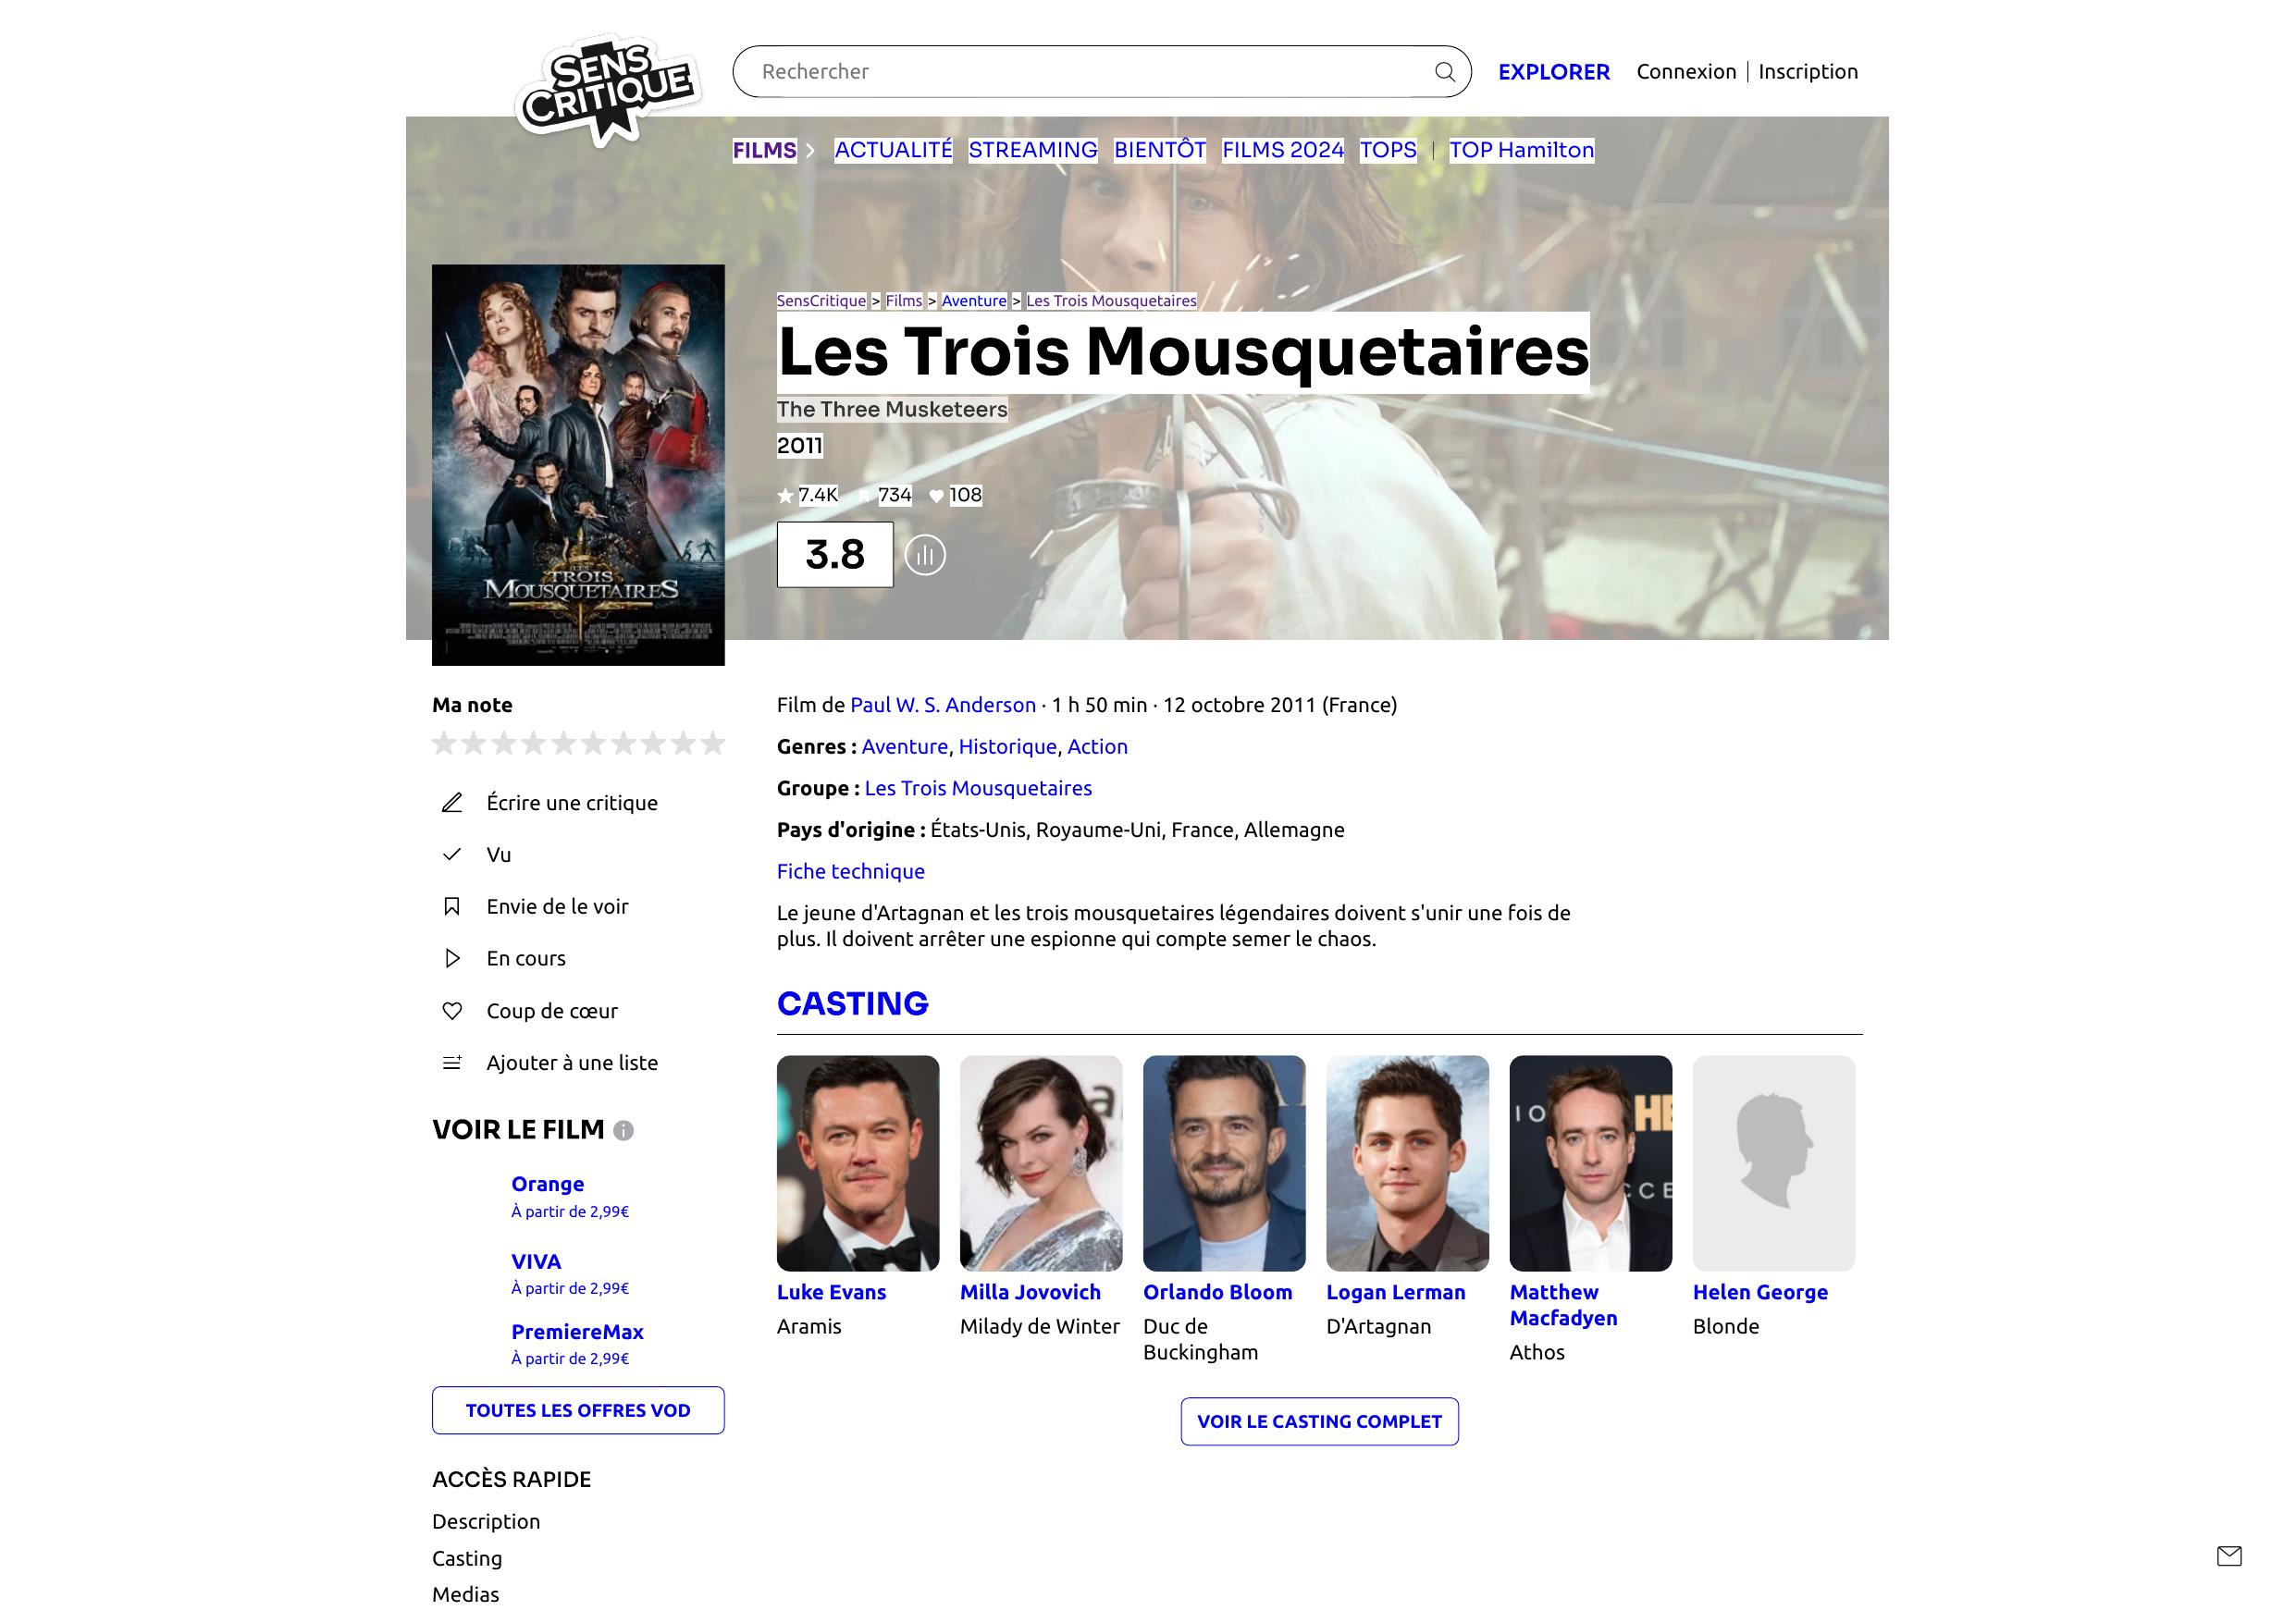 SENS
CRITIQUE
Rechercher
EXPLORER
Connexion | Inscription
FILMS
ACTUALITÉ
STREAMING
BIENTÔT
FILMS 2024
TOPS
|
TOP Hamilton
SensCritique > Films > Aventure > Les Trois Mousquetaires
Les Trois Mousquetaires
The Three Musketeers
2011
7.4K 734 108
3.8
LES
TROIS
MOUSQUETAIRES
Ma note
Écrire une critique
Vu
Envie de le voir
En cours
Coup de cœur
Ajouter à une liste
VOIR LE FILM
Orange
À partir de 2,99€
VIVA
À partir de 2,99€
PremiereMax
À partir de 2,99€
TOUTES LES OFFRES VOD
ACCÈS RAPIDE
Description
Casting
Medias
Film de Paul W. S. Anderson · 1 h 50 min · 12 octobre 2011 (France)
Genres : Aventure, Historique, Action
Groupe : Les Trois Mousquetaires
Pays d'origine : États-Unis, Royaume-Uni, France, Allemagne
Fiche technique
Le jeune d'Artagnan et les trois mousquetaires légendaires doivent s'unir une fois de
plus. Il doivent arrêter une espionne qui compte semer le chaos.
CASTING
Luke Evans
Aramis
Milla Jovovich
Milady de Winter
Orlando Bloom
Duc de
Buckingham
Logan Lerman
D'Artagnan
Matthew
Macfadyen
Athos
Helen George
Blonde
VOIR LE CASTING COMPLET